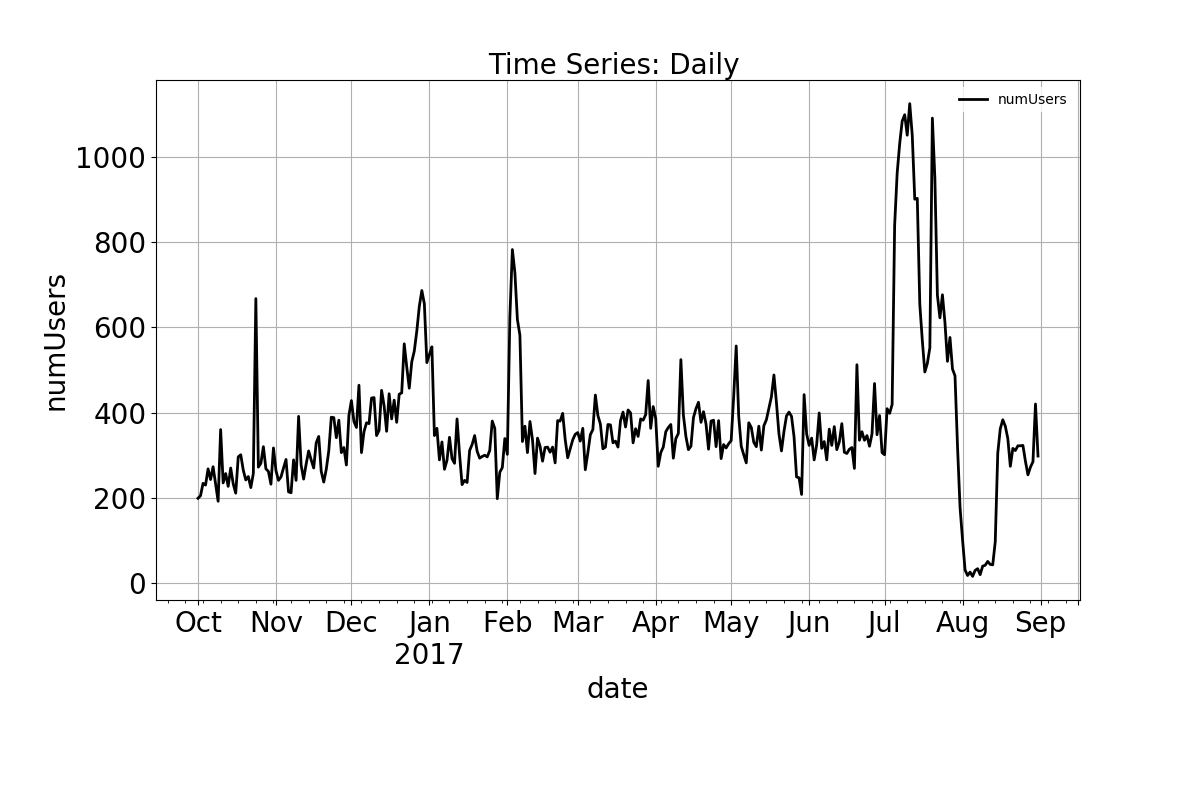 Time Series: Daily
numUsers
1000
800
600
400
200
0
numUsers
Oct Nov Dec Jan Feb Mar Apr May Jun Jul Aug Sep
2017
date